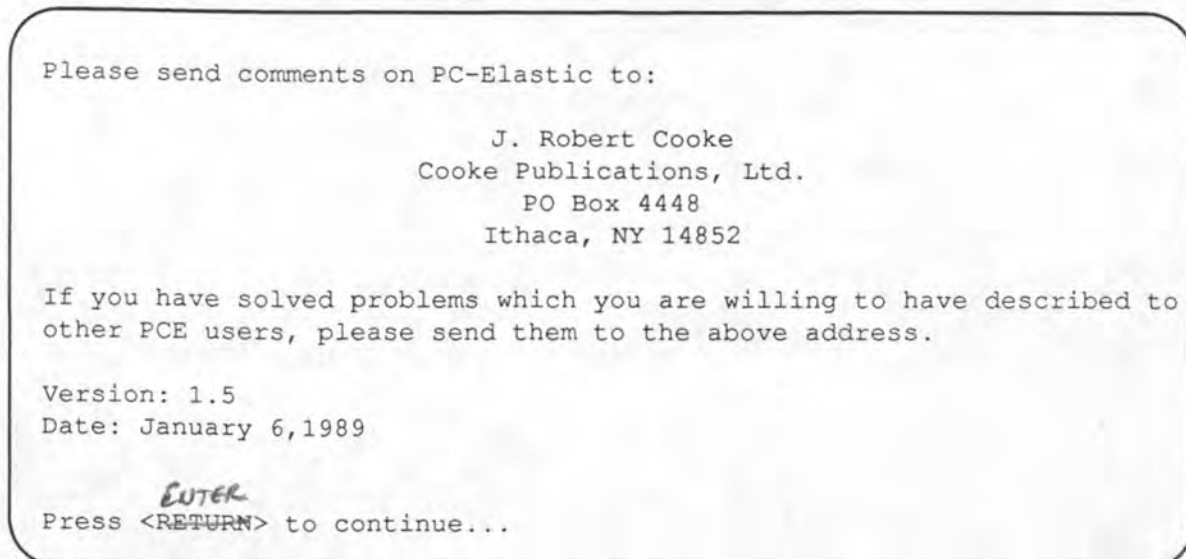 Please send comments on PC-Elastic to:
J. Robert Cooke
Cooke Publications, Ltd.
PO Box 4448
Ithaca, NY 14852
If you have solved problems which you are willing to have described to
other PCE users, please send them to the above address.
Version: 1.5
Date: January 6,1989
ENTER
Press <RETURN> to continue...